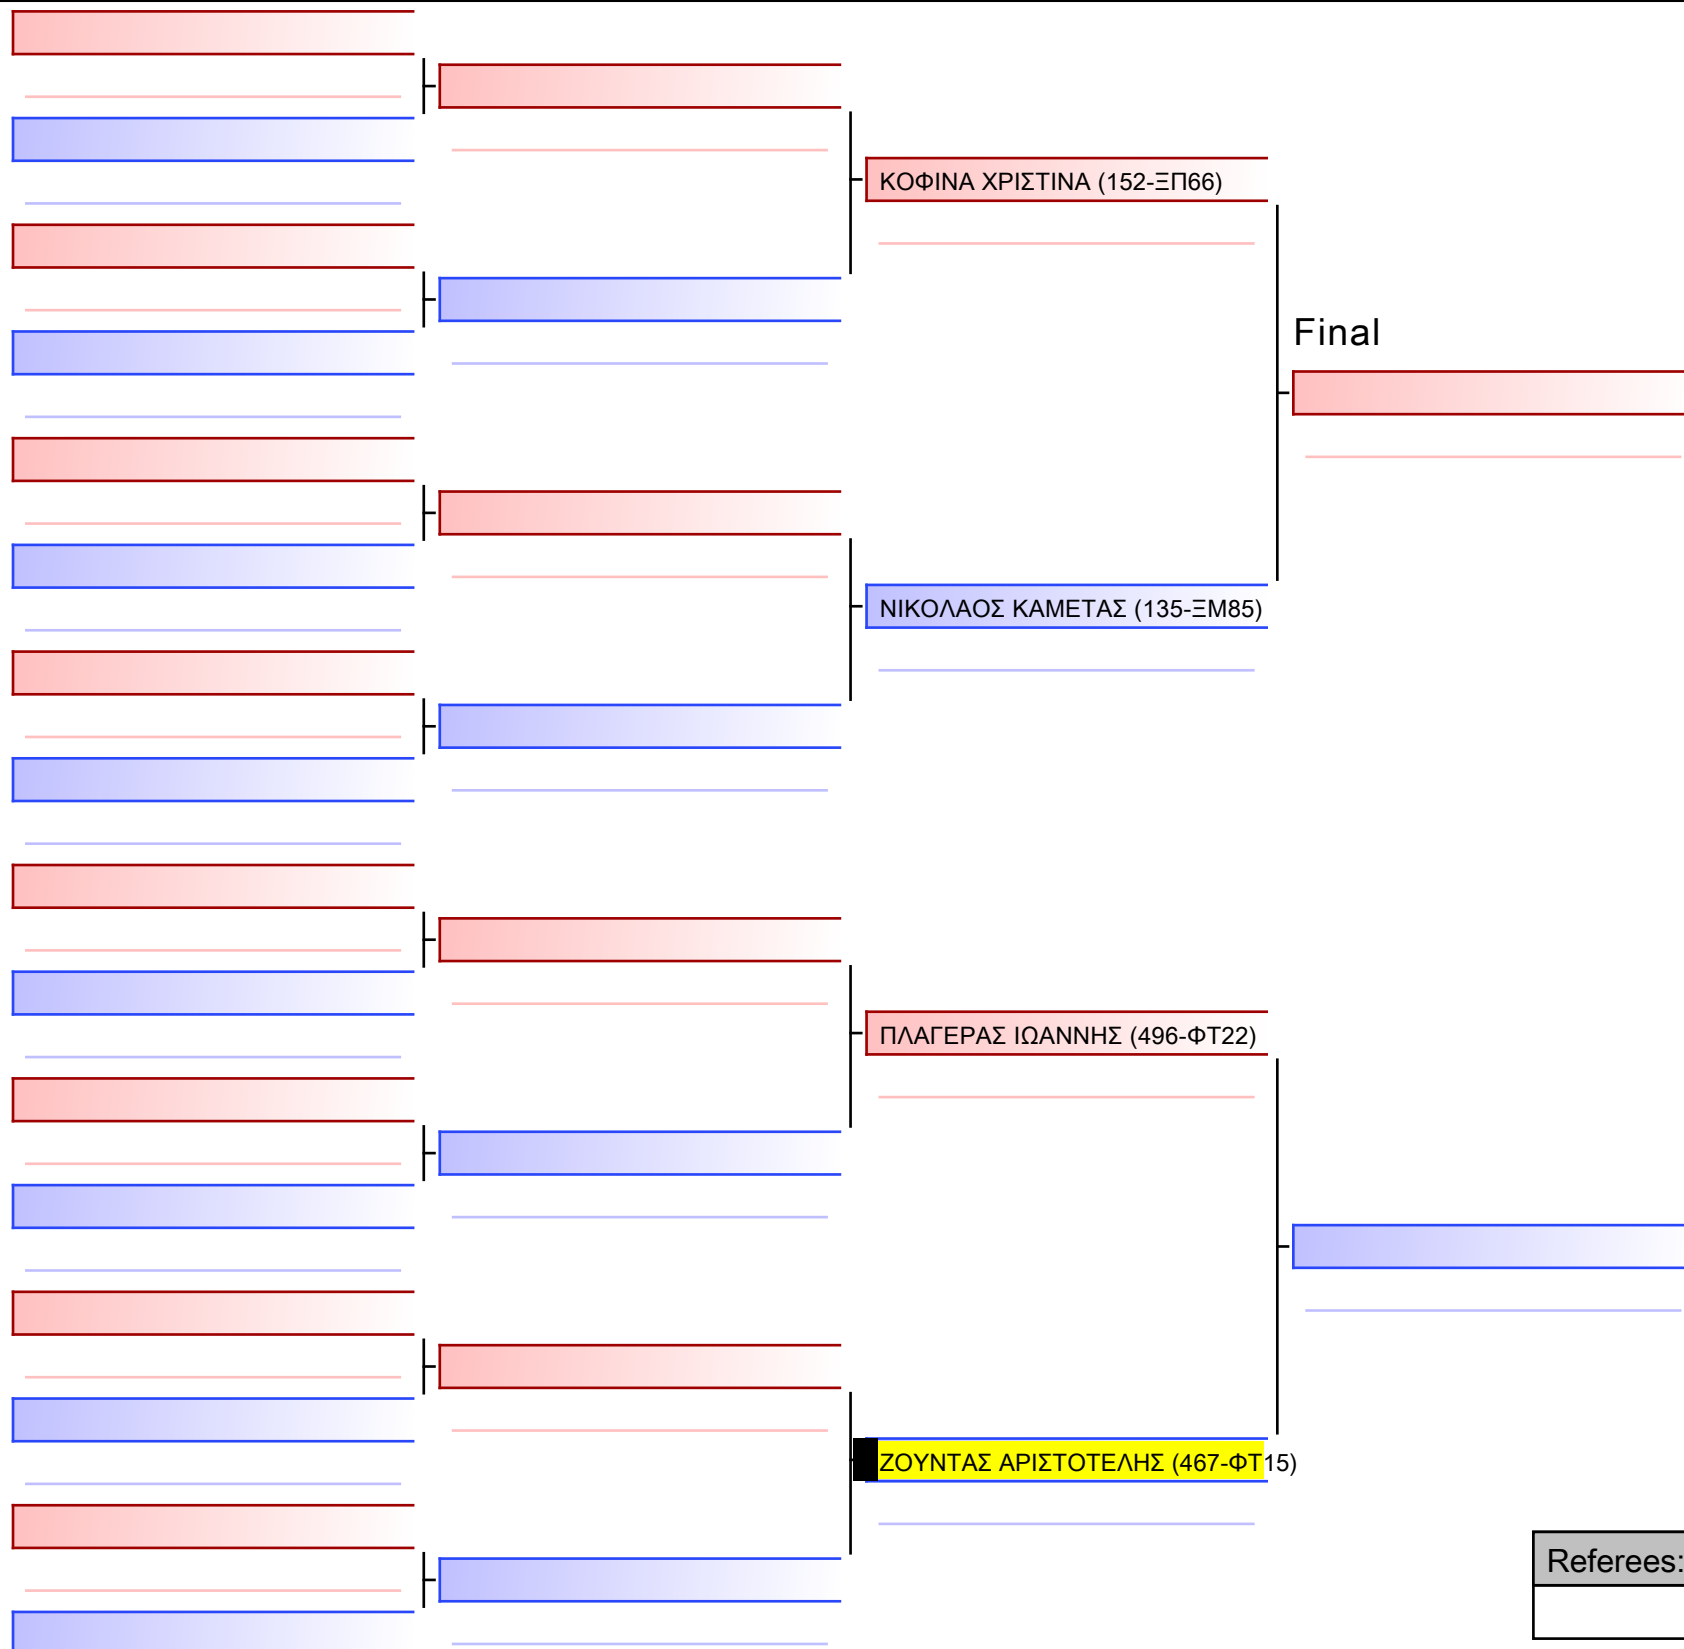 ΚΟΦΙΝΑ ΧΡΙΣΤΙΝΑ (152-ΞΠ66)
Final
ΝΙΚΟΛΑΟΣ ΚΑΜΕΤΑΣ (135-ΞΜ85)
ΠΛΑΓΕΡΑΣ ΙΩΑΝΝΗΣ (496-ΦΤ22)
ΖΟΥΝΤΑΣ ΑΡΙΣΤΟΤΕΛΗΣ (467-ΦΤ15)
Referees: